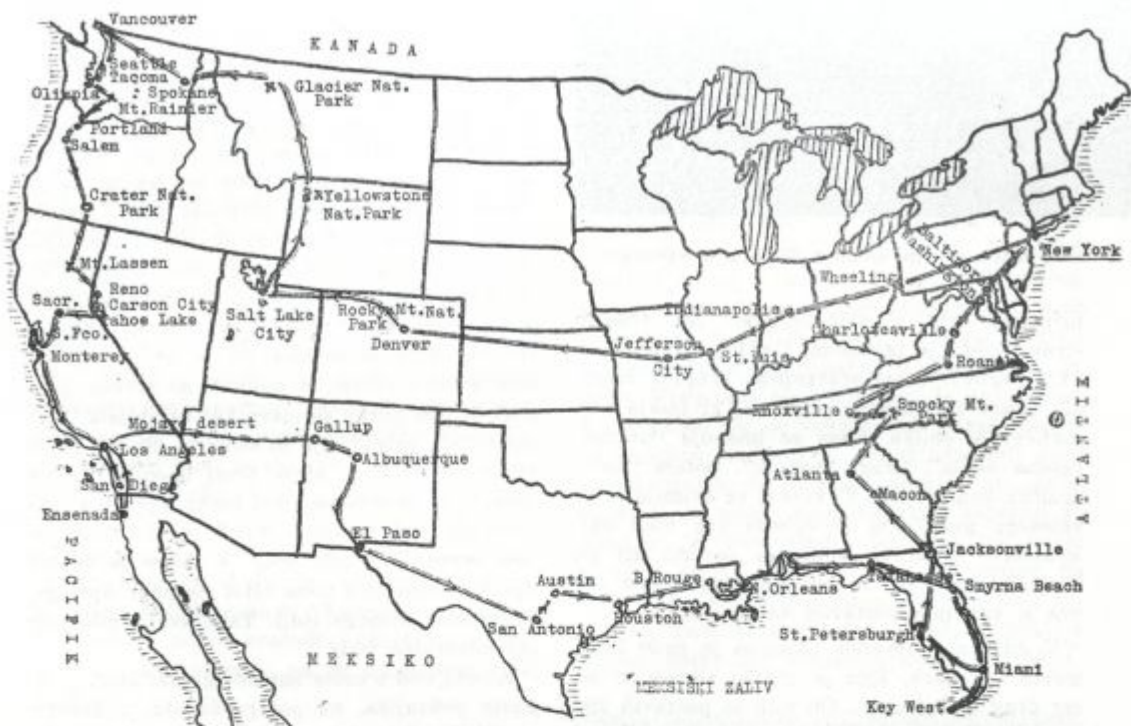 Vancouver
KANADA
Seattle
Tacoma
Olimpia
Spokane
Mt.Rainier
Glacier Nat.
Park
Portland
Salem
Crater Nat.
Park
Yellowstone
Nat.Park
Mt.Lassen
Reno
Carson City
Tahoe Lake
Sacr.
S.Fco.
Monterey
Salt Lake
City
Rocky Mt. Nat.
Park
Denver
Jefferson
City
St.Luis
Indianapolis
Wheeling
Baltimore
Washington
New York
Charlotesville
Roanoke
Knoxville
Smocky Mt.
Park
Atlanta
Macon
ATLANTIK
Mojave desert
Los Angeles
San Diego
Ensenada
Gallup
Albuquerque
El Paso
Austin
San Antonio
Houston
B.Rouge
N.Orleans
Jacksonville
Smyrna Beach
St.Petersburgh
Miami
Key West
PACIFIK
MEKSIKO
MEKSIŠKI ZALIV